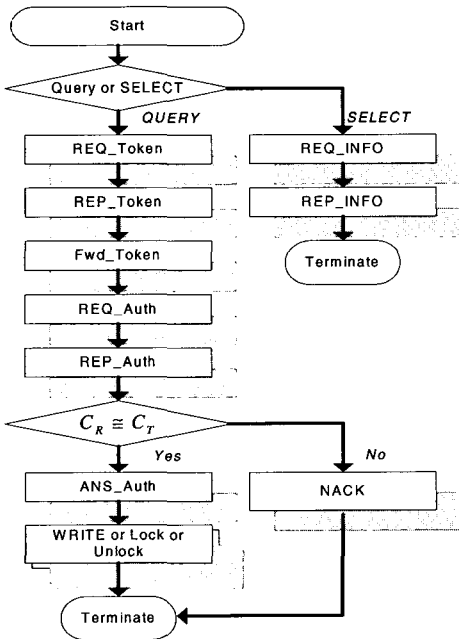 Start
Query or SELECT
QUERY
SELECT
REQ_Token
REQ_INFO
REP_Token
REP_INFO
Fwd_Token
Terminate
REQ_Auth
REP_Auth
C_R ≅ C_T
Yes
No
ANS_Auth
NACK
WRITE or Lock or
Unlock
Terminate